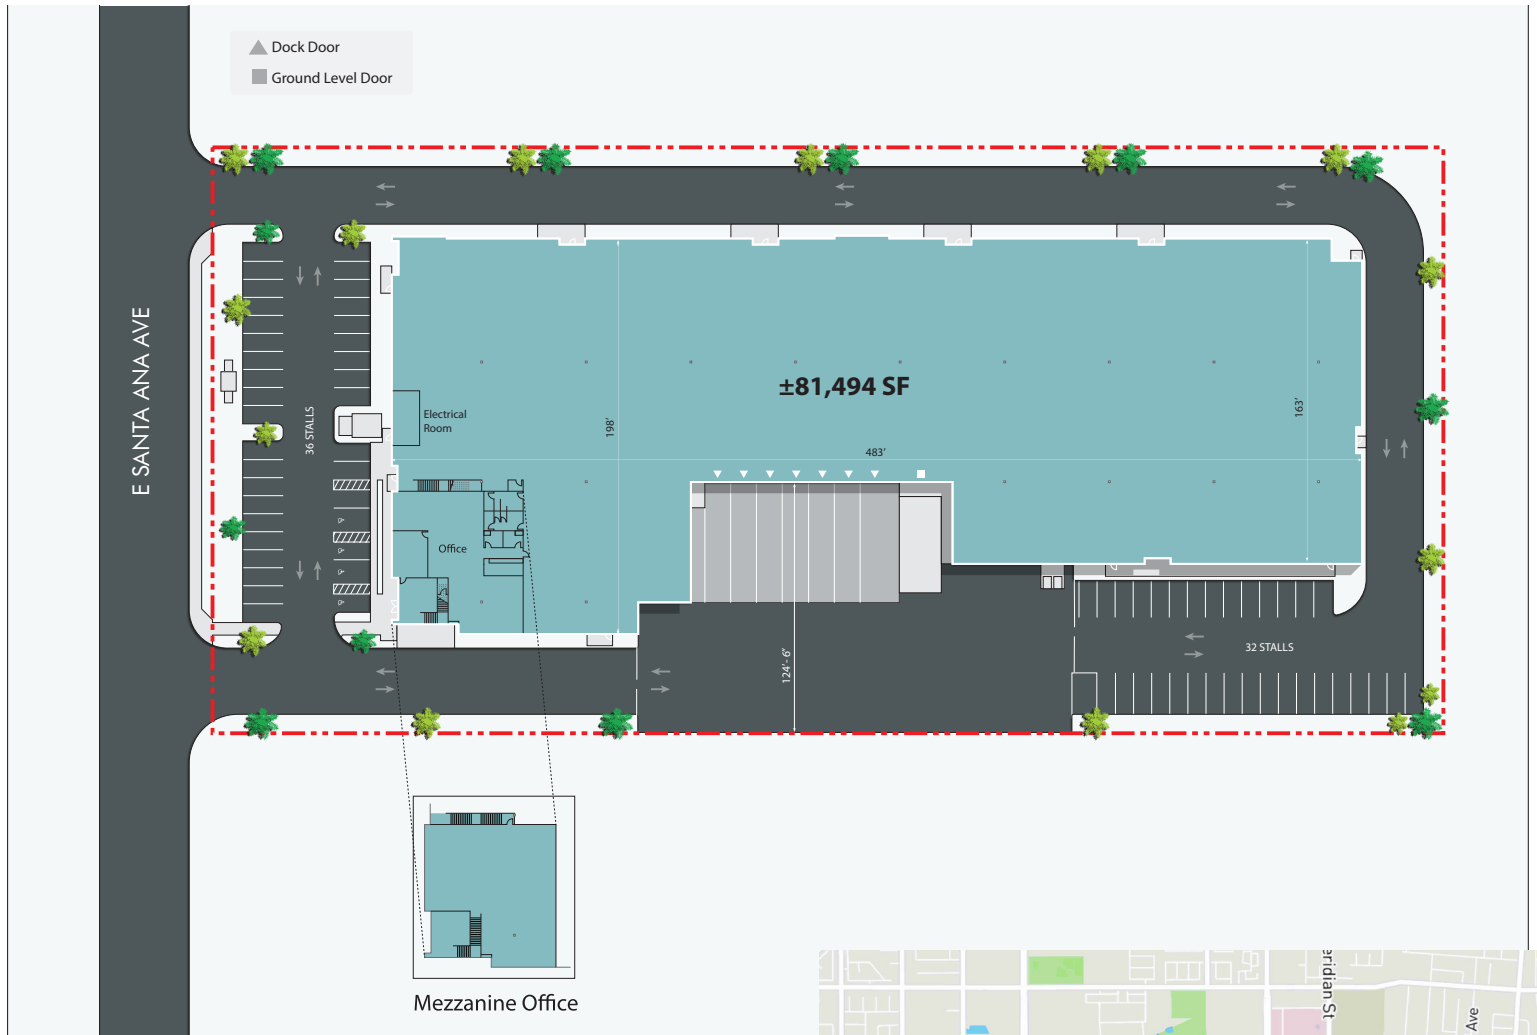 Dock Door
Ground Level Door
E SANTA ANA AVE
36 STALLS
Electrical
Room
198'
±81,494 SF
483'
163'
Office
124'- 6"
32 STALLS
Mezzanine Office
eridian St
Ave